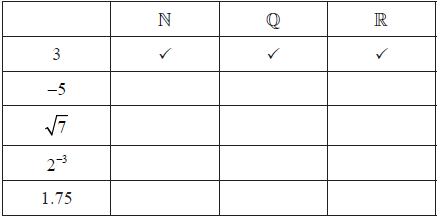 ℕ ℚ ℝ
3 ✓ ✓ ✓
−5
√7
2⁻³
1.75